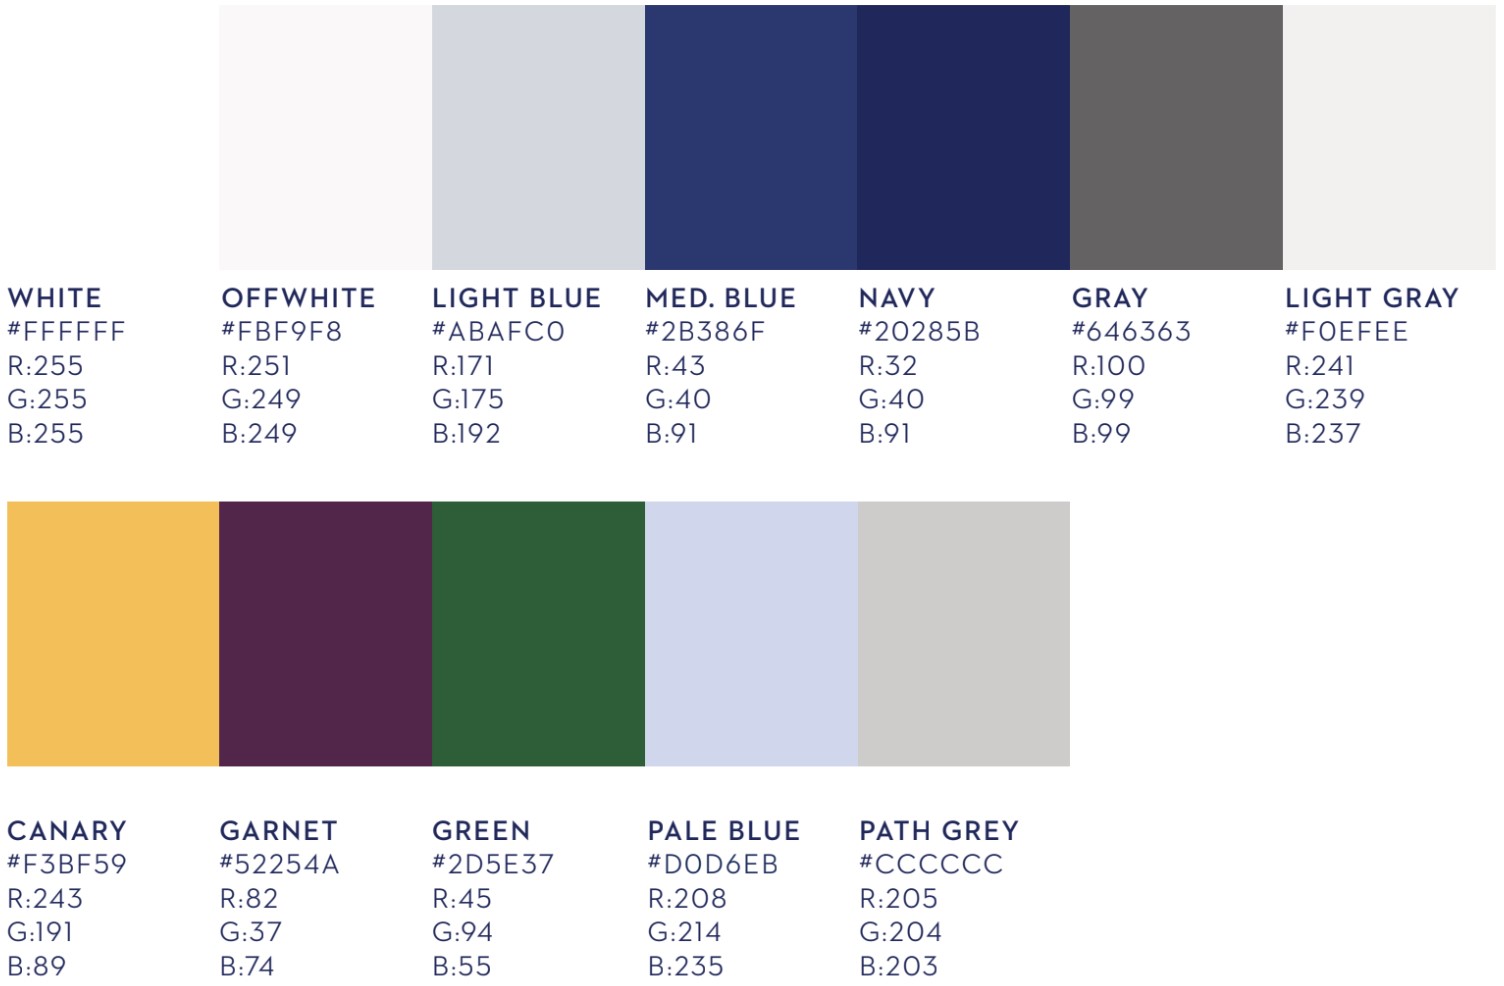 WHITE
#FFFFFF
R:255
G:255
B:255
OFFWHITE
#FBF9F8
R:251
G:249
B:249
LIGHT BLUE
#ABAFC0
R:171
G:175
B:192
MED. BLUE
#2B386F
R:43
G:40
B:91
NAVY
#20285B
R:32
G:40
B:91
GRAY
#646363
R:100
G:99
B:99
LIGHT GRAY
#F0EFEE
R:241
G:239
B:237
CANARY
#F3BF59
R:243
G:191
B:89
GARNET
#52254A
R:82
G:37
B:74
GREEN
#2D5E37
R:45
G:94
B:55
PALE BLUE
#D0D6EB
R:208
G:214
B:235
PATH GREY
#CCCCCC
R:205
G:204
B:203